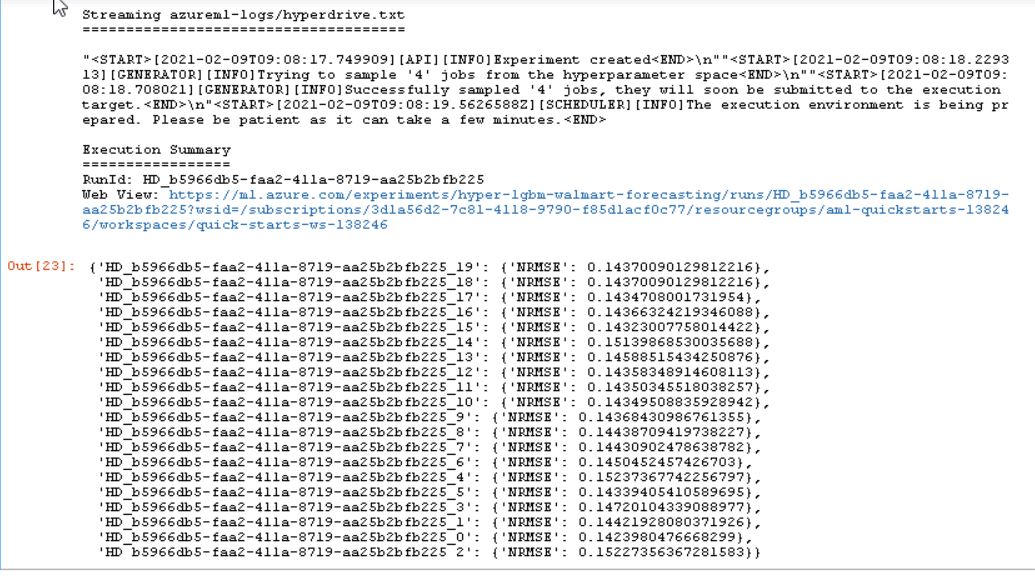 Streaming azureml-logs/hyperdrive.txt
=====================================
"<START>[2021-02-09T09:08:17.749909][API][INFO]Experiment created<END>\n""<START>[2021-02-09T09:08:18.2293
13][GENERATOR][INFO]Trying to sample '4' jobs from the hyperparameter space<END>\n""<START>[2021-02-09T09:
08:18.708021][GENERATOR][INFO]Successfully sampled '4' jobs, they will soon be submitted to the execution
target.<END>\n"<START>[2021-02-09T09:08:19.5626588Z][SCHEDULER][INFO]The execution environment is being pr
epared. Please be patient as it can take a few minutes.<END>
Execution Summary
=================
RunId: HD_b5966db5-faa2-411a-8719-aa25b2bfb225
Web View: https://ml.azure.com/experiments/hyper-lgbm-walmart-forecasting/runs/HD_b5966db5-faa2-411a-8719-
aa25b2bfb225?wsid=/subscriptions/3d1a56d2-7c81-4118-9790-f85d1acf0c77/resourcegroups/aml-quickstarts-13824
6/workspaces/quick-starts-ws-138246
Out[23]: {'HD_b5966db5-faa2-411a-8719-aa25b2bfb225_19': {'NRMSE': 0.14370090129812216},
'HD_b5966db5-faa2-411a-8719-aa25b2bfb225_18': {'NRMSE': 0.14370090129812216},
'HD_b5966db5-faa2-411a-8719-aa25b2bfb225_17': {'NRMSE': 0.1434708001731954},
'HD_b5966db5-faa2-411a-8719-aa25b2bfb225_16': {'NRMSE': 0.14366324219346088},
'HD_b5966db5-faa2-411a-8719-aa25b2bfb225_15': {'NRMSE': 0.14323007758014422},
'HD_b5966db5-faa2-411a-8719-aa25b2bfb225_14': {'NRMSE': 0.15139868530035688},
'HD_b5966db5-faa2-411a-8719-aa25b2bfb225_13': {'NRMSE': 0.14588515434250876},
'HD_b5966db5-faa2-411a-8719-aa25b2bfb225_12': {'NRMSE': 0.14358348914608113},
'HD_b5966db5-faa2-411a-8719-aa25b2bfb225_11': {'NRMSE': 0.14350345518038257},
'HD_b5966db5-faa2-411a-8719-aa25b2bfb225_10': {'NRMSE': 0.14349508835928942},
'HD_b5966db5-faa2-411a-8719-aa25b2bfb225_9': {'NRMSE': 0.14368430986761355},
'HD_b5966db5-faa2-411a-8719-aa25b2bfb225_8': {'NRMSE': 0.14438709419738227},
'HD_b5966db5-faa2-411a-8719-aa25b2bfb225_7': {'NRMSE': 0.14430902478638782},
'HD_b5966db5-faa2-411a-8719-aa25b2bfb225_6': {'NRMSE': 0.1450452457426703},
'HD_b5966db5-faa2-411a-8719-aa25b2bfb225_4': {'NRMSE': 0.15237367742256797},
'HD_b5966db5-faa2-411a-8719-aa25b2bfb225_5': {'NRMSE': 0.14339405410589695},
'HD_b5966db5-faa2-411a-8719-aa25b2bfb225_3': {'NRMSE': 0.14720104339088977},
'HD_b5966db5-faa2-411a-8719-aa25b2bfb225_1': {'NRMSE': 0.14421928080371926},
'HD_b5966db5-faa2-411a-8719-aa25b2bfb225_0': {'NRMSE': 0.1423980476668299},
'HD_b5966db5-faa2-411a-8719-aa25b2bfb225_2': {'NRMSE': 0.15227356367281583}}